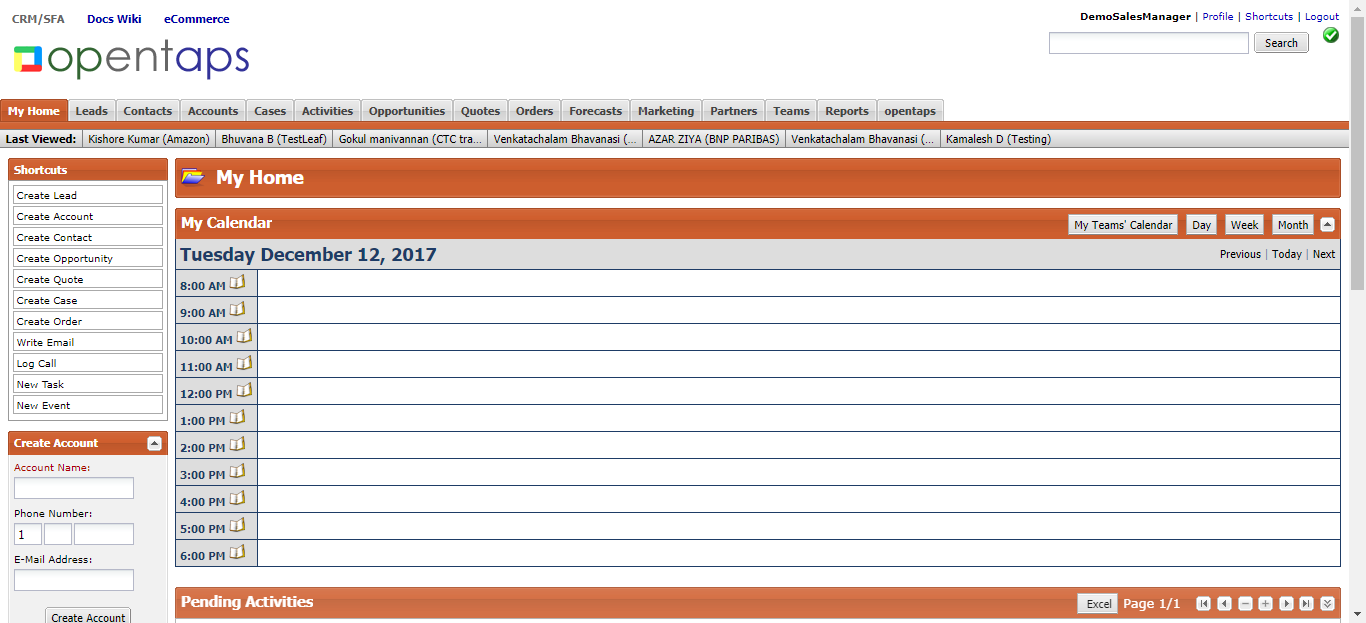 CRM/SFA Docs Wiki eCommerce
DemoSalesManager | Profile | Shortcuts | Logout
opentaps
Search
My Home Leads Contacts Accounts Cases Activities Opportunities Quotes Orders Forecasts Marketing Partners Teams Reports opentaps
Last Viewed: Kishore Kumar (Amazon) Bhuvana B (TestLeaf) Gokul manivannan (CTC tra... Venkatachalam Bhavanasi (... AZAR ZIYA (BNP PARIBAS) Venkatachalam Bhavanasi (... Kamalesh D (Testing)
Shortcuts
Create Lead
Create Account
Create Contact
Create Opportunity
Create Quote
Create Case
Create Order
Write Email
Log Call
New Task
New Event
Create Account
Account Name:
Phone Number:
1
E-Mail Address:
Create Account
My Home
My Calendar My Teams' Calendar Day Week Month
Tuesday December 12, 2017 Previous | Today | Next
8:00 AM
9:00 AM
10:00 AM
11:00 AM
12:00 PM
1:00 PM
2:00 PM
3:00 PM
4:00 PM
5:00 PM
6:00 PM
Pending Activities Excel Page 1/1